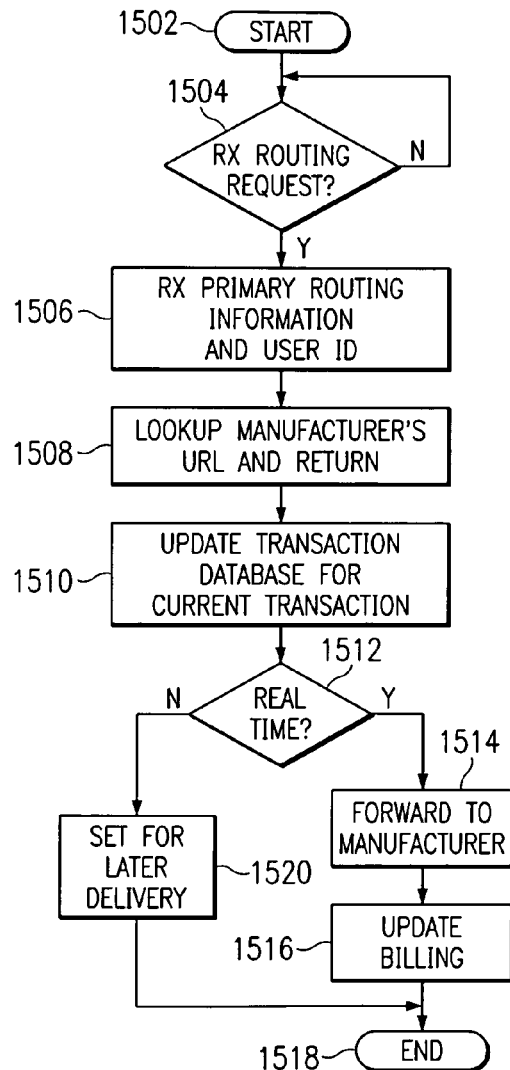 1502
START
1504
RX ROUTING
REQUEST?
N
Y
1506
RX PRIMARY ROUTING
INFORMATION
AND USER ID
1508
LOOKUP MANUFACTURER'S
URL AND RETURN
1510
UPDATE TRANSACTION
DATABASE FOR
CURRENT TRANSACTION
1512
N
REAL
TIME?
Y
1514
FORWARD TO
MANUFACTURER
SET FOR
LATER
DELIVERY
1520
1516
UPDATE
BILLING
1518
END